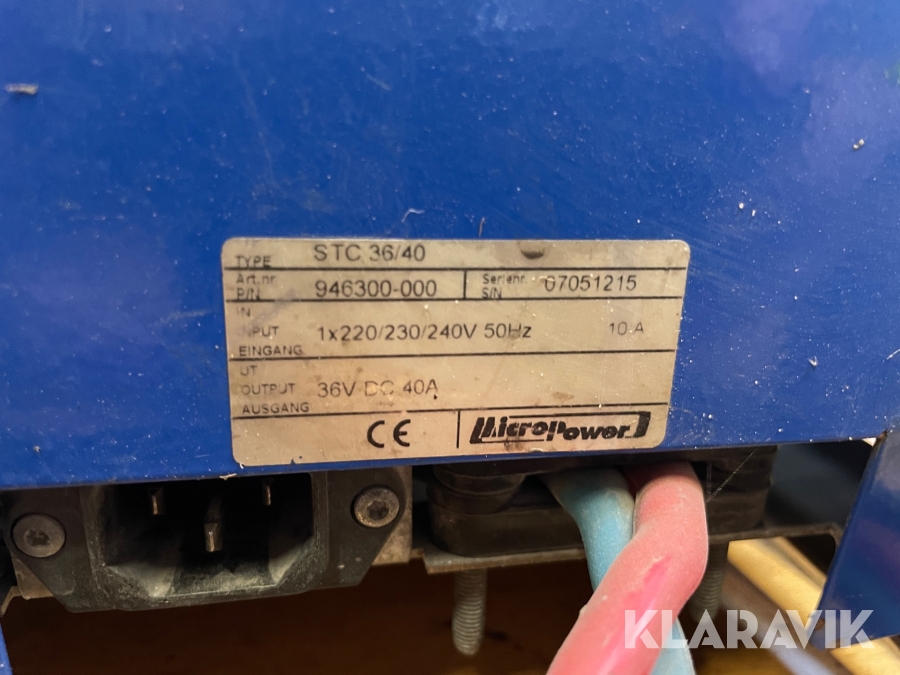 TYPE STC 36/40
Art.nr 946300-000 Serienr. 07051215
P/N S/N
IN
INPUT 1x220/230/240V 50Hz 10 A
EINGANG
UT
OUTPUT 36V DC 40A
AUSGANG
CE Micropower
KLARAVIK